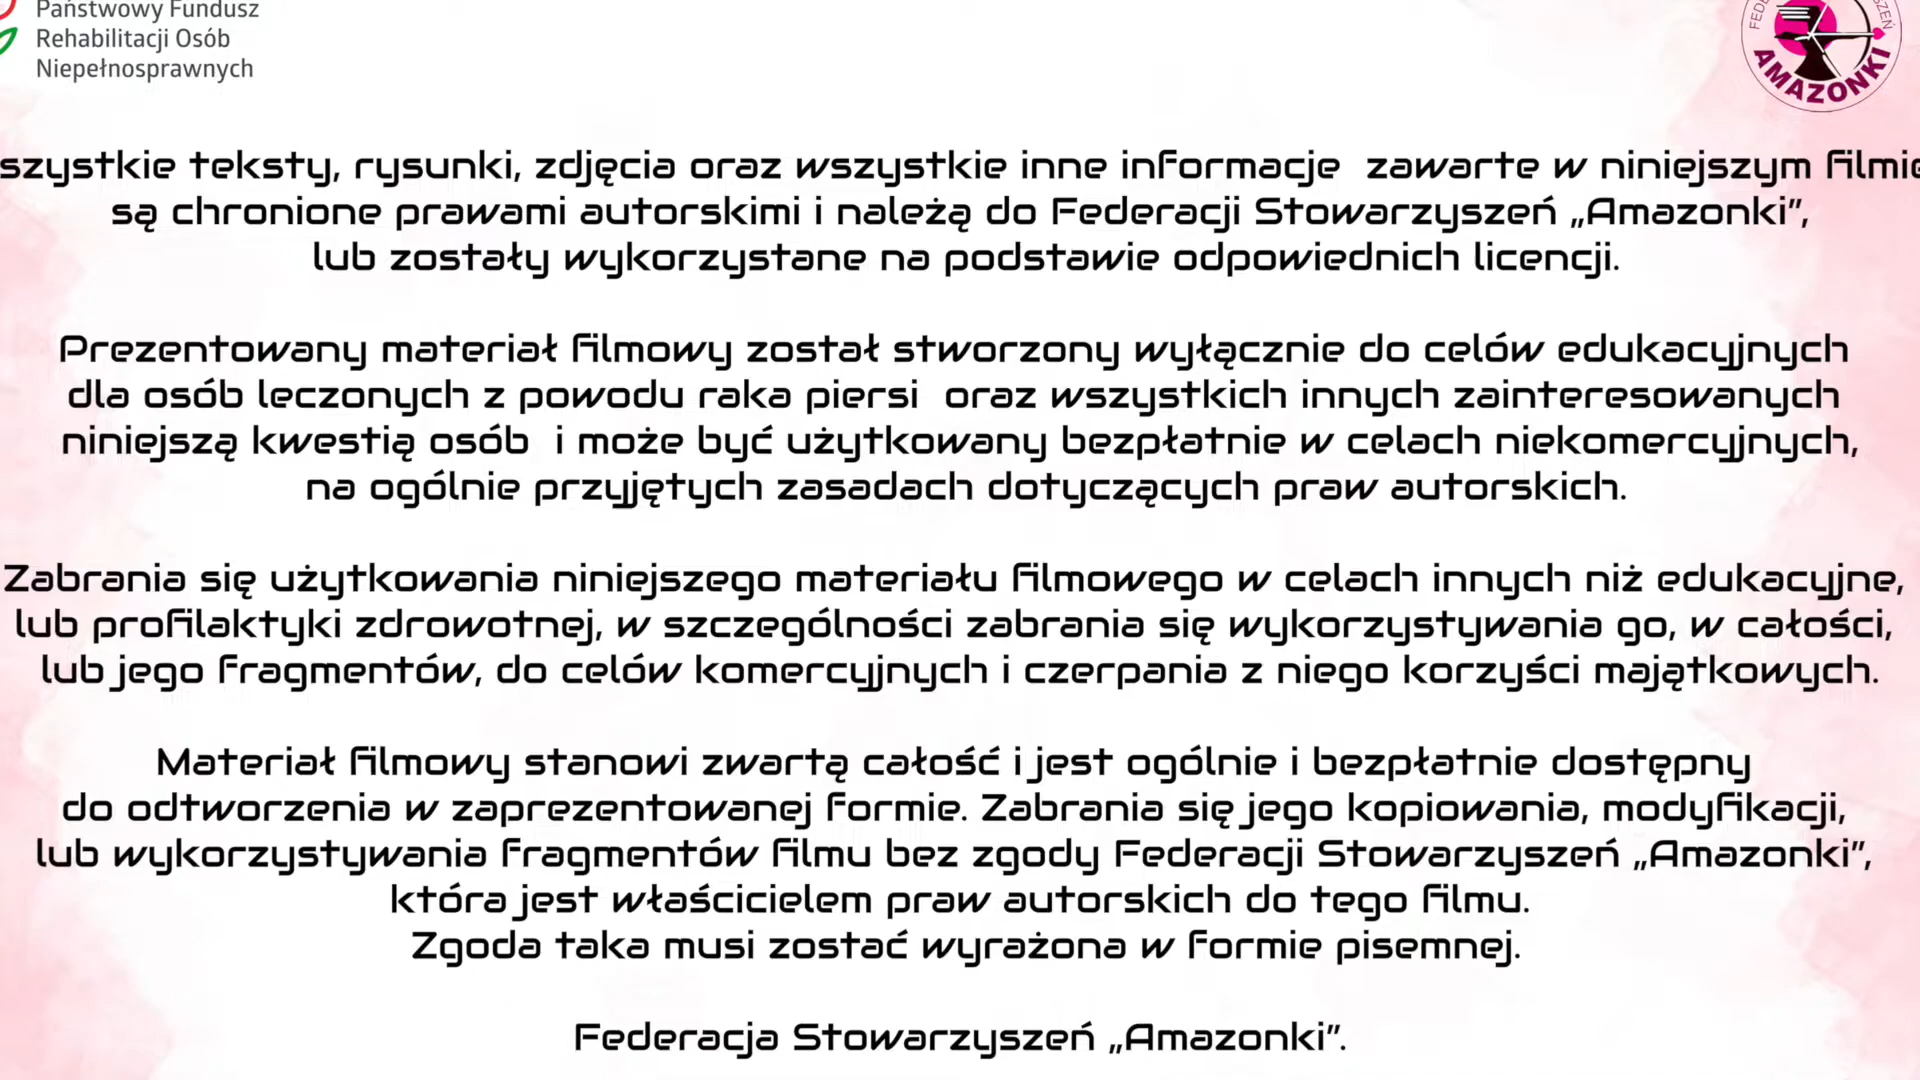 Państwowy Fundusz
Rehabilitacji Osób
Niepełnosprawnych
AMAZONKI
szystkie teksty, rysunki, zdjęcia oraz wszystkie inne informacje zawarte w niniejszym filmie
są chronione prawami autorskimi i należą do Federacji Stowarzyszeń „Amazonki”,
lub zostały wykorzystane na podstawie odpowiednich licencji.
Prezentowany materiał filmowy został stworzony wyłącznie do celów edukacyjnych
dla osób leczonych z powodu raka piersi oraz wszystkich innych zainteresowanych
niniejszą kwestią osób i może być użytkowany bezpłatnie w celach niekomercyjnych,
na ogólnie przyjętych zasadach dotyczących praw autorskich.
Zabrania się użytkowania niniejszego materiału filmowego w celach innych niż edukacyjne,
lub profilaktyki zdrowotnej, w szczególności zabrania się wykorzystywania go, w całości,
lub jego fragmentów, do celów komercyjnych i czerpania z niego korzyści majątkowych.
Materiał filmowy stanowi zwartą całość i jest ogólnie i bezpłatnie dostępny
do odtworzenia w zaprezentowanej formie. Zabrania się jego kopiowania, modyfikacji,
lub wykorzystywania fragmentów filmu bez zgody Federacji Stowarzyszeń „Amazonki”,
która jest właścicielem praw autorskich do tego filmu.
Zgoda taka musi zostać wyrażona w formie pisemnej.
Federacja Stowarzyszeń „Amazonki”.